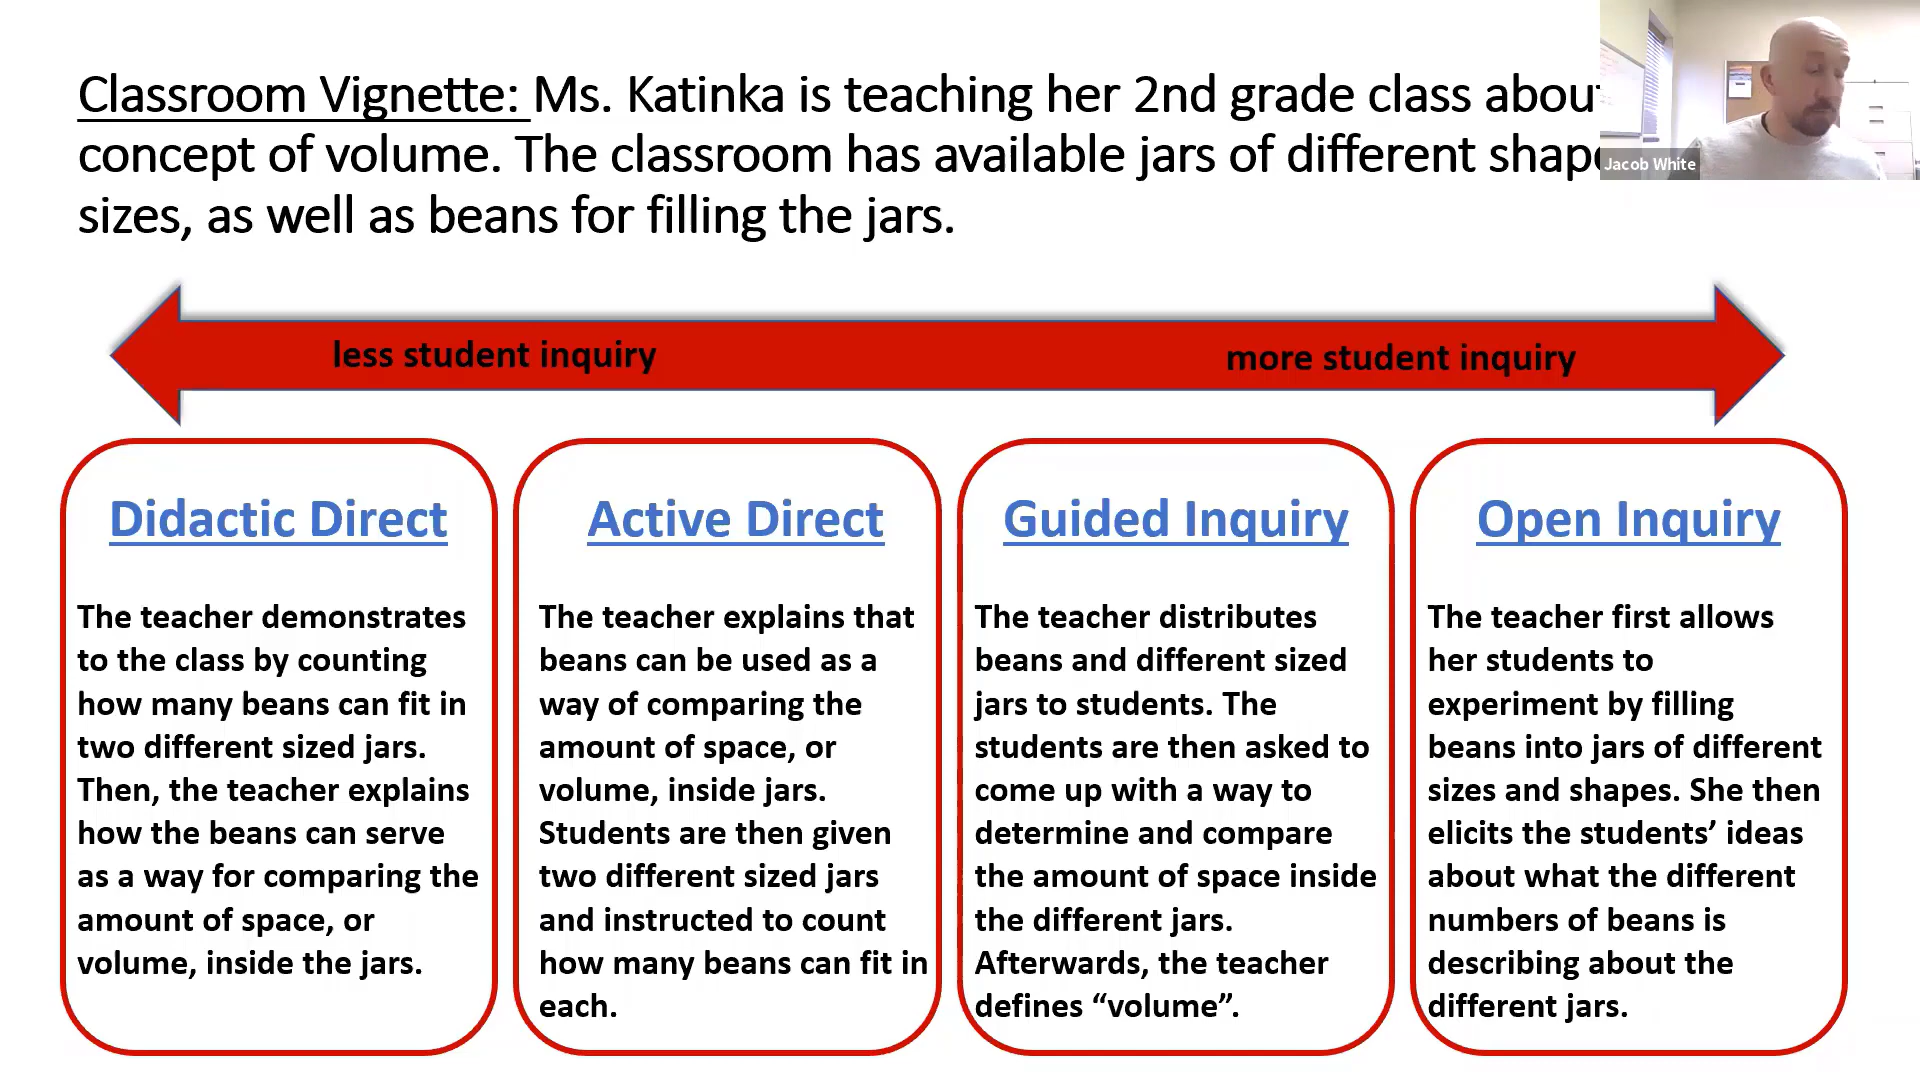 Classroom Vignette: Ms. Katinka is teaching her 2nd grade class about
concept of volume. The classroom has available jars of different
sizes, as well as beans for filling the jars.
Jacob White
less student inquiry
more student inquiry
Didactic Direct
The teacher demonstrates
to the class by counting
how many beans can fit in
two different sized jars.
Then, the teacher explains
how the beans can serve
as a way for comparing the
amount of space, or
volume, inside the jars.
Active Direct
The teacher explains that
beans can be used as a
way of comparing the
amount of space, or
volume, inside jars.
Students are then given
two different sized jars
and instructed to count
how many beans can fit in
each.
Guided Inquiry
The teacher distributes
beans and different sized
jars to students. The
students are then asked to
come up with a way to
determine and compare
the amount of space inside
the different jars.
Afterwards, the teacher
defines “volume”.
Open Inquiry
The teacher first allows
her students to
experiment by filling
beans into jars of different
sizes and shapes. She then
elicits the students’ ideas
about what the different
numbers of beans is
describing about the
different jars.